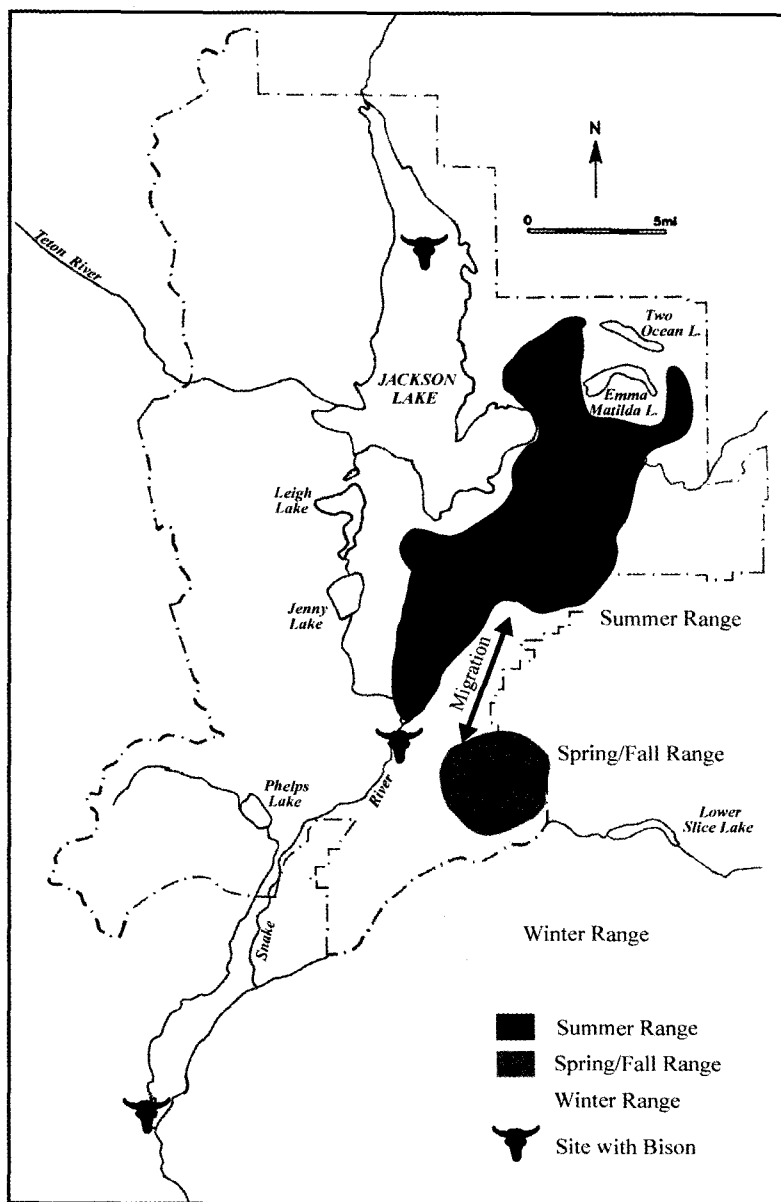 N
0 5mi
Teton River
Two
Ocean L.
JACKSON
LAKE
Emma
Matilda L.
Leigh
Lake
Jenny
Lake
Summer Range
Migration
Spring/Fall Range
Phelps
Lake
River
Lower
Slice Lake
Snake
Winter Range
Summer Range
Spring/Fall Range
Winter Range
Site with Bison